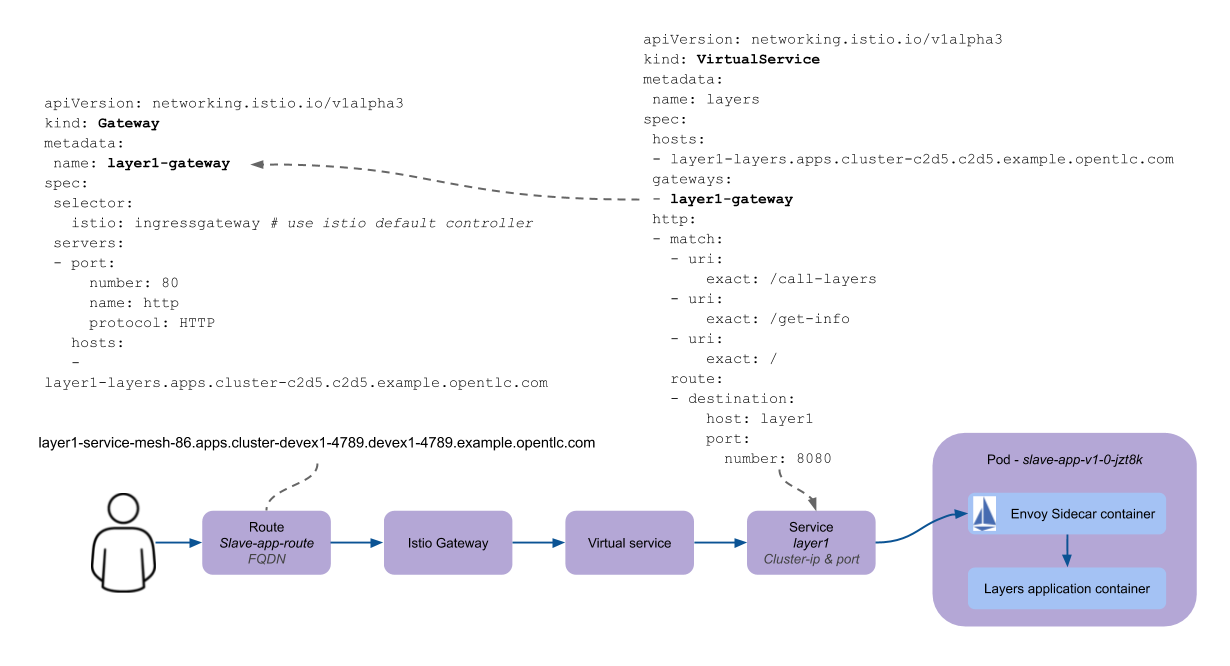 apiVersion: networking.istio.io/v1alpha3
kind: Gateway
metadata:
 name: layer1-gateway
spec:
 selector:
   istio: ingressgateway # use istio default controller
 servers:
 - port:
     number: 80
     name: http
     protocol: HTTP
   hosts:
   -
layer1-layers.apps.cluster-c2d5.c2d5.example.opentlc.com
apiVersion: networking.istio.io/v1alpha3
kind: VirtualService
metadata:
 name: layers
spec:
 hosts:
 - layer1-layers.apps.cluster-c2d5.c2d5.example.opentlc.com
 gateways:
 - layer1-gateway
 http:
 - match:
   - uri:
       exact: /call-layers
   - uri:
       exact: /get-info
   - uri:
       exact: /
   route:
   - destination:
       host: layer1
       port:
         number: 8080
layer1-service-mesh-86.apps.cluster-devex1-4789.devex1-4789.example.opentlc.com
Route
Slave-app-route
FQDN
Istio Gateway
Virtual service
Service
layer1
Cluster-ip & port
Pod - slave-app-v1-0-jzt8k
Envoy Sidecar container
Layers application container